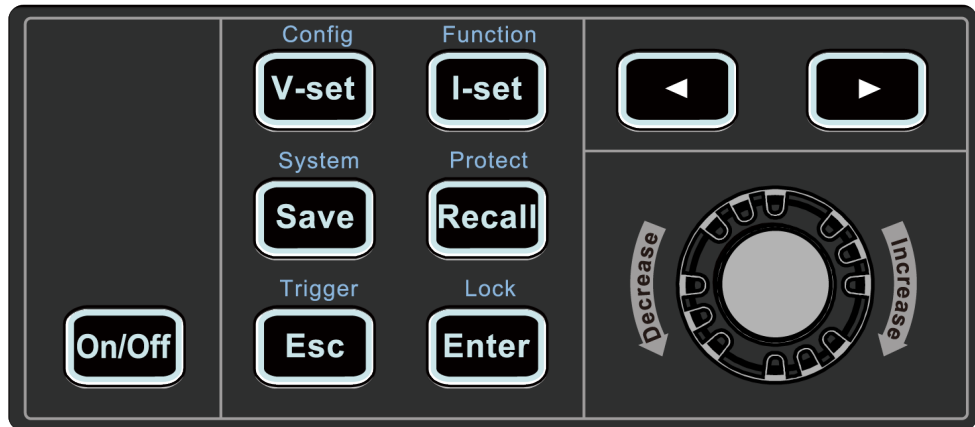 Config Function
V-set I-set
System Protect
Save Recall
Trigger Lock
On/Off Esc Enter
Decrease Increase